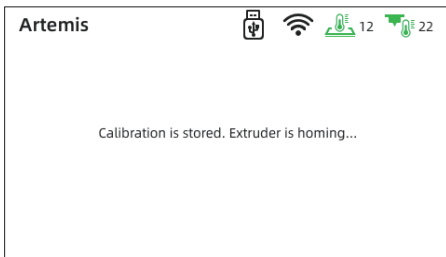 Artemis 12 22
Calibration is stored. Extruder is homing...